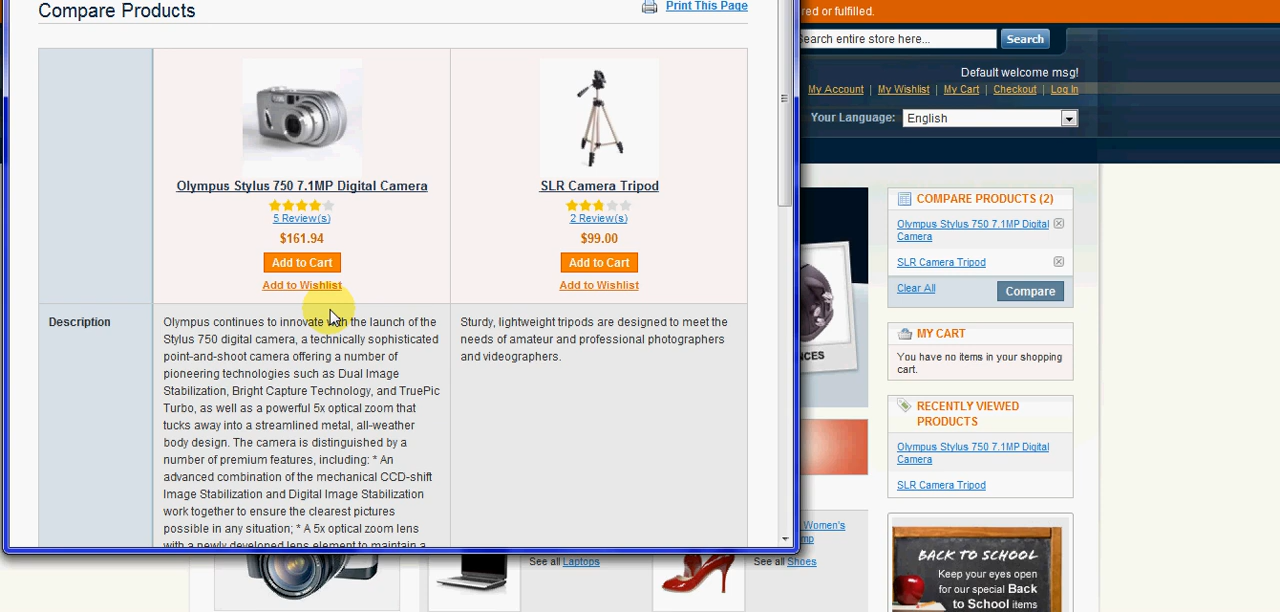 Compare Products
Print This Page
Olympus Stylus 750 7.1MP Digital Camera
5 Review(s)
$161.94
Add to Cart
Add to Wishlist
SLR Camera Tripod
2 Review(s)
$99.00
Add to Cart
Add to Wishlist
Description
Olympus continues to innovate with the launch of the
Stylus 750 digital camera, a technically sophisticated
point-and-shoot camera offering a number of
pioneering technologies such as Dual Image
Stabilization, Bright Capture Technology, and TruePic
Turbo, as well as a powerful 5x optical zoom that
tucks away into a streamlined metal, all-weather
body design. The camera is distinguished by a
number of premium features, including: * An
advanced combination of the mechanical CCD-shift
Image Stabilization and Digital Image Stabilization
work together to ensure the clearest pictures
possible in any situation; * A 5x optical zoom lens
with a newly developed lens element to maintain a
Sturdy, lightweight tripods are designed to meet the
needs of amateur and professional photographers
and videographers.
red or fulfilled.
Search entire store here...
Search
Default welcome msg!
My Account | My Wishlist | My Cart | Checkout | Log In
Your Language: English
COMPARE PRODUCTS (2)
Olympus Stylus 750 7.1MP Digital
Camera
SLR Camera Tripod
Clear All
Compare
MY CART
You have no items in your shopping
cart.
RECENTLY VIEWED
PRODUCTS
Olympus Stylus 750 7.1MP Digital
Camera
SLR Camera Tripod
BACK TO SCHOOL
Keep your eyes open
for our special Back
to School items
NCES
Women's
mp
See all Laptops
See all Shoes